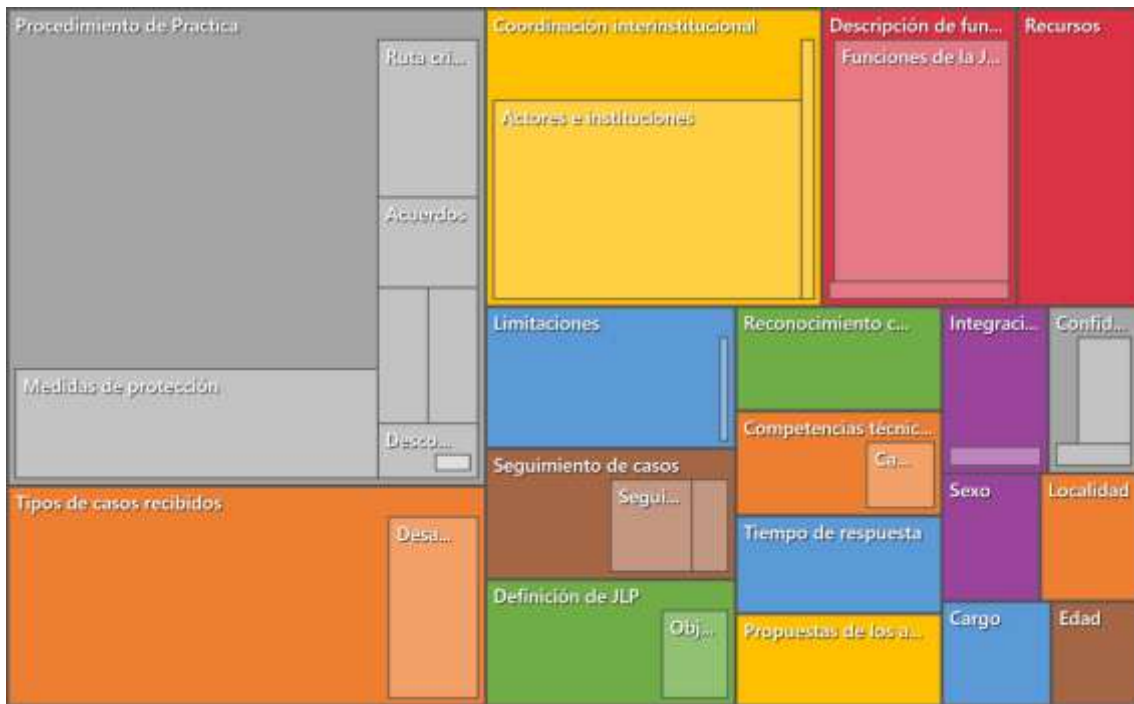 Procedimiento de Practica
Ruta cri...
Acuerdos
Medidas de protección
Desco...
Tipos de casos recibidos
Desa...
Coordinación interinstitucional
Actores e instituciones
Descripción de fun...
Funciones de la J...
Recursos
Limitaciones
Seguimiento de casos
Segui...
Definición de JLP
Obj...
Reconocimiento c...
Competencias técnic...
Ca...
Tiempo de respuesta
Propuestas de los a...
Integraci...
Confid...
Sexo
Localidad
Cargo
Edad